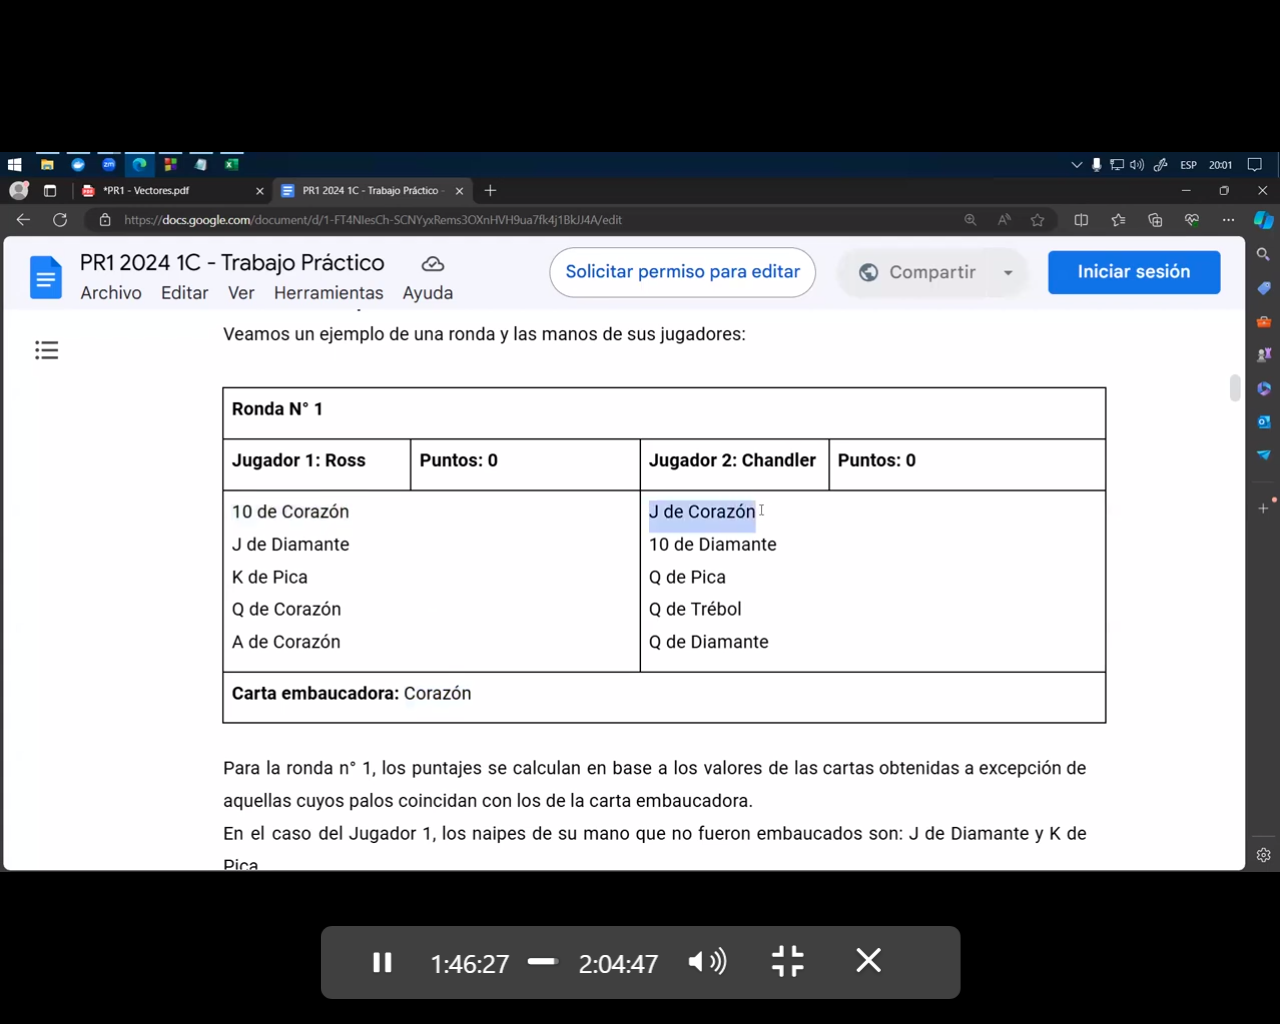 zm
ESP
20:01
*PR1 - Vectores.pdf
PR1 2024 1C - Trabajo Práctico -
https://docs.google.com/document/d/1-FT4NIesCh-SCNYyxRems3OXnHVH9ua7fk4j1BkJJ4A/edit
PR1 2024 1C - Trabajo Práctico
Archivo Editar Ver Herramientas Ayuda
Solicitar permiso para editar
Compartir
Iniciar sesión
Veamos un ejemplo de una ronda y las manos de sus jugadores:
Ronda N° 1
Jugador 1: Ross Puntos: 0 Jugador 2: Chandler Puntos: 0
10 de Corazón
J de Diamante
K de Pica
Q de Corazón
A de Corazón
J de Corazón
10 de Diamante
Q de Pica
Q de Trébol
Q de Diamante
Carta embaucadora: Corazón
Para la ronda n° 1, los puntajes se calculan en base a los valores de las cartas obtenidas a excepción de
aquellas cuyos palos coincidan con los de la carta embaucadora.
En el caso del Jugador 1, los naipes de su mano que no fueron embaucados son: J de Diamante y K de
Pica
1:46:27 2:04:47